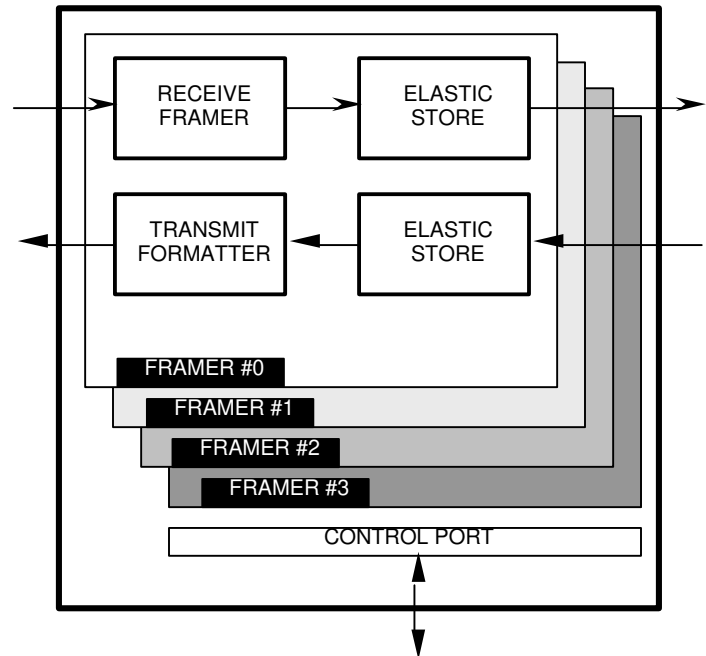 RECEIVE
FRAMER
ELASTIC
STORE
TRANSMIT
FORMATTER
ELASTIC
STORE
FRAMER #0
FRAMER #1
FRAMER #2
FRAMER #3
CONTROL PORT